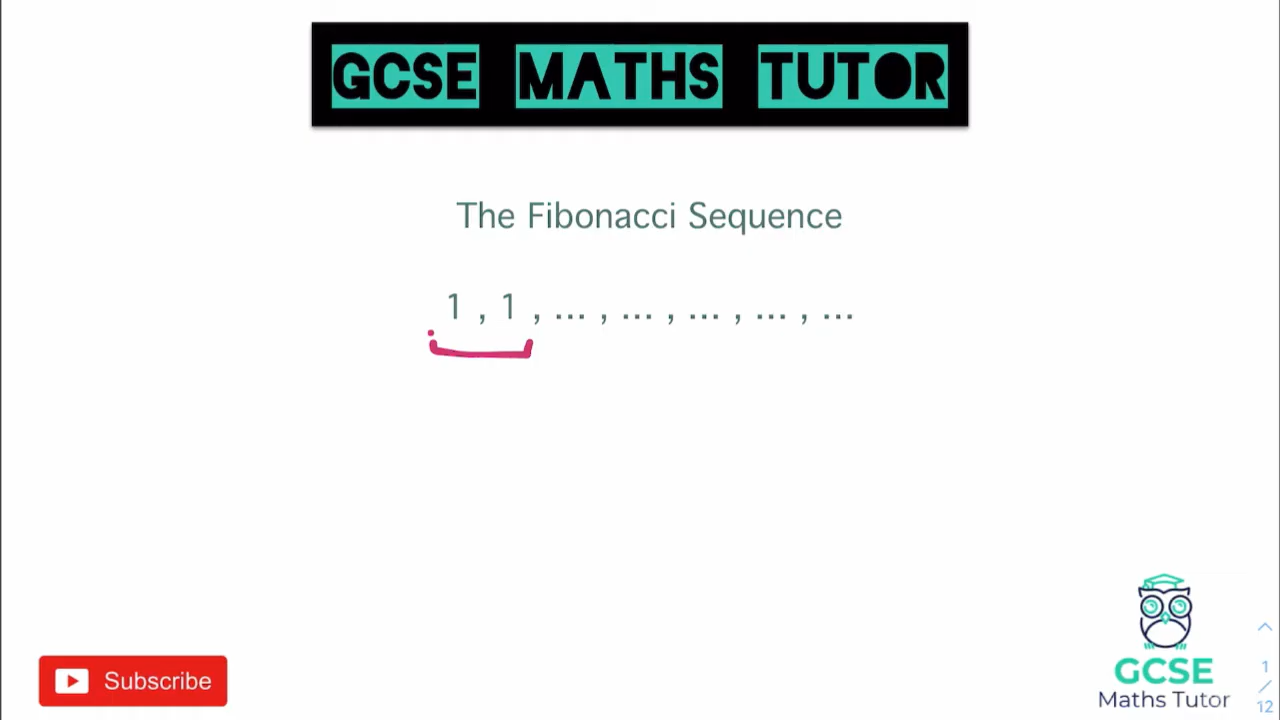 GCSE MATHS TUTOR
The Fibonacci Sequence
1 , 1 , ... , ... , ... , ... , ...
Subscribe
GCSE
Maths Tutor
1
/
12